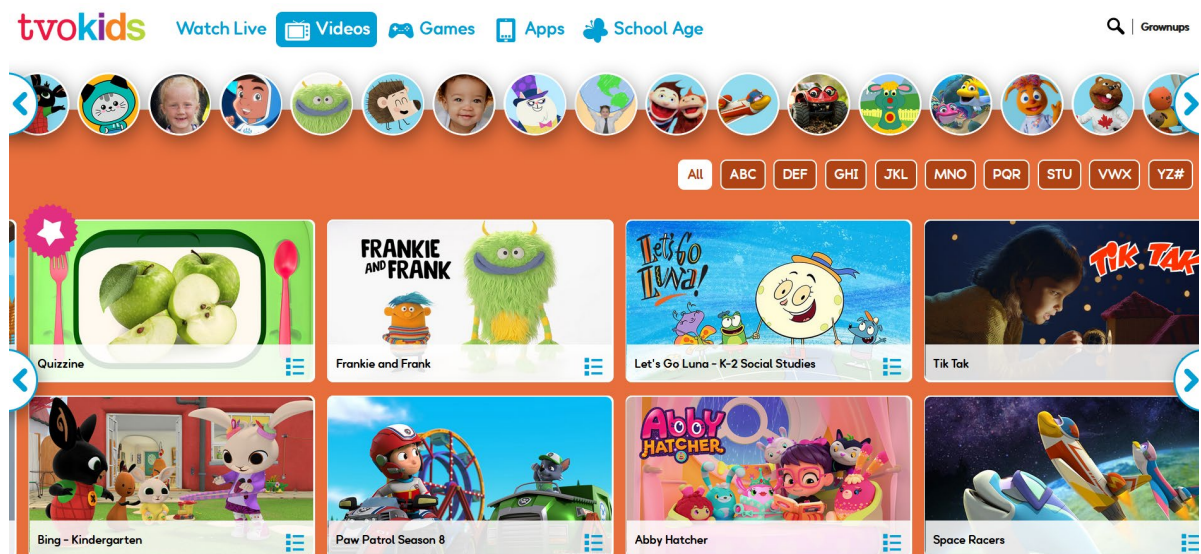 tvokids
Watch Live
Videos
Games
Apps
School Age
Grownups
All
ABC
DEF
GHI
JKL
MNO
PQR
STU
VWX
YZ#
FRANKIE
AND FRANK
Let's Go
Luna!
TIK TAK
Quizzine
Frankie and Frank
Let's Go Luna - K-2 Social Studies
Tik Tak
Abby
HATCHER
Bing - Kindergarten
Paw Patrol Season 8
Abby Hatcher
Space Racers